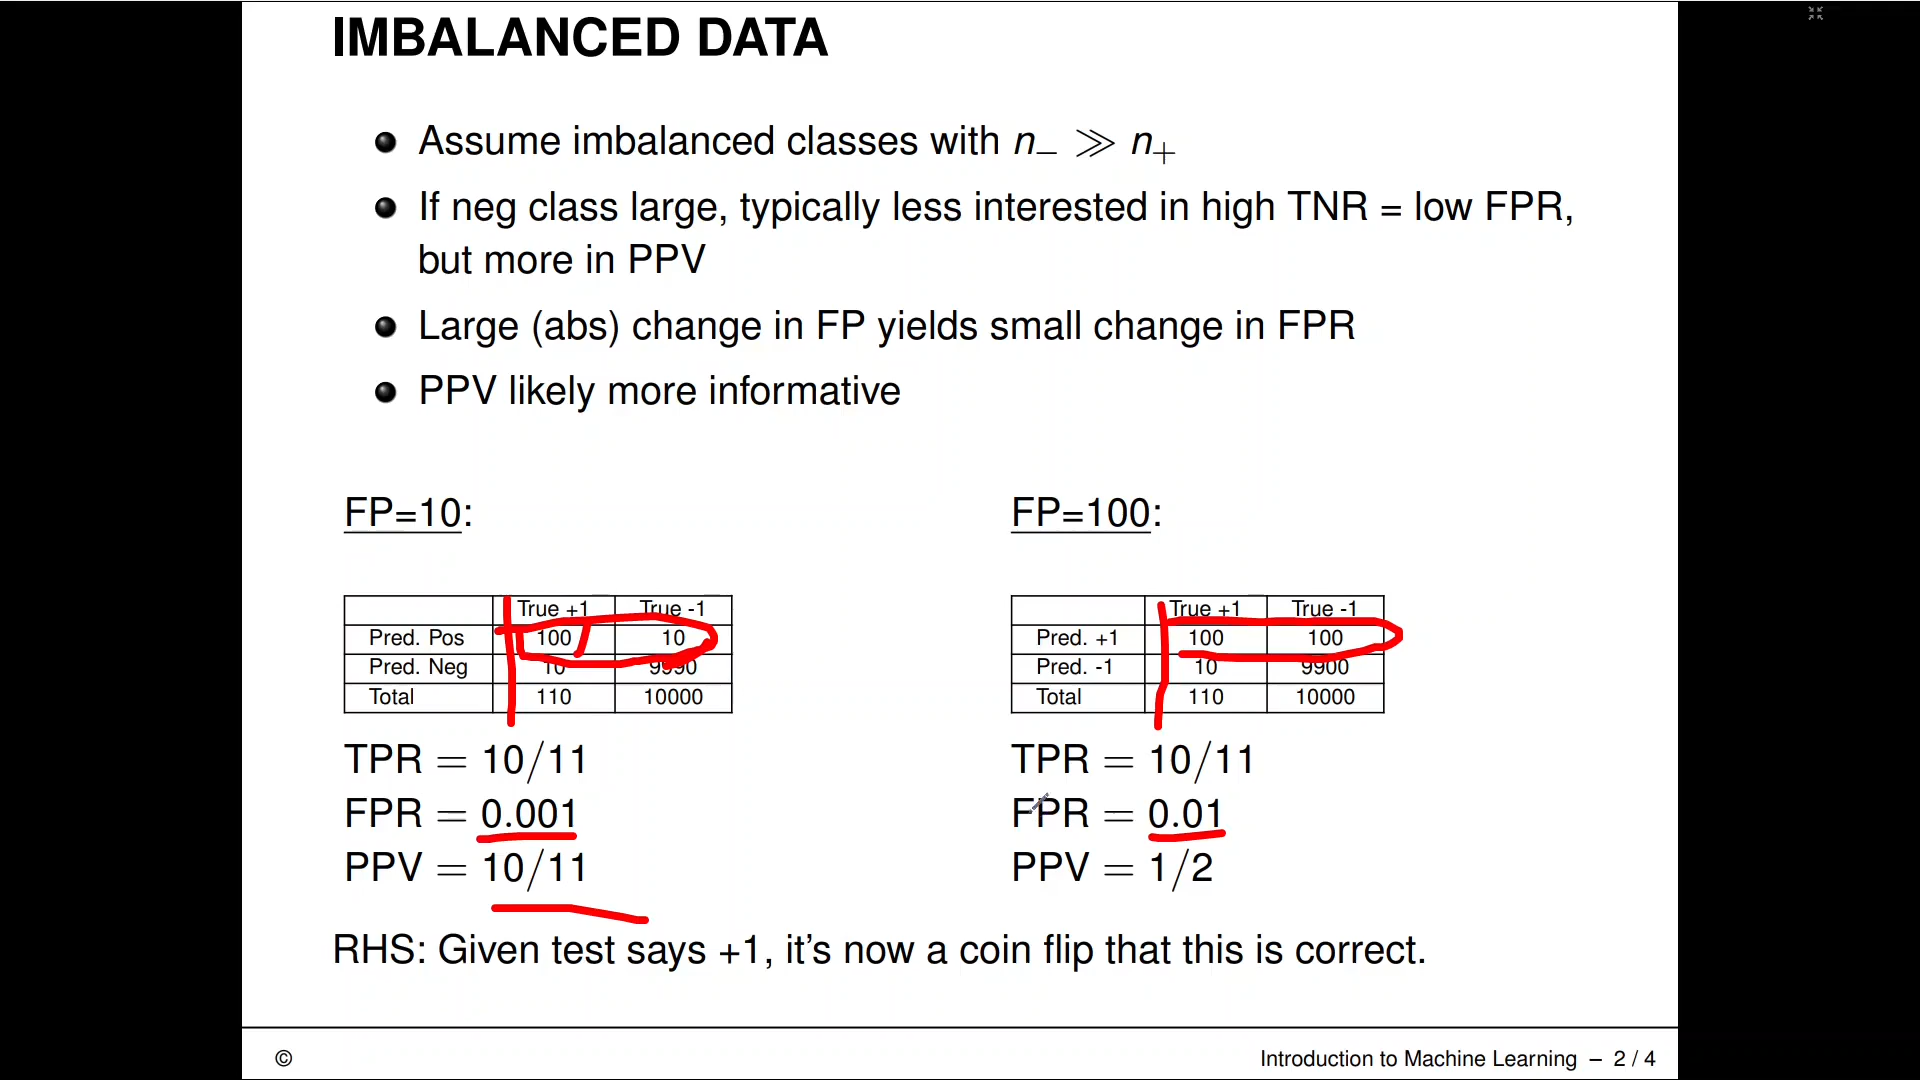 IMBALANCED DATA
Assume imbalanced classes with n₋ ≫ n₊
If neg class large, typically less interested in high TNR = low FPR,
but more in PPV
Large (abs) change in FP yields small change in FPR
PPV likely more informative
FP=10:
True +1 True -1
Pred. Pos 100 10
Pred. Neg 10 9990
Total 110 10000
TPR = 10/11
FPR = 0.001
PPV = 10/11
FP=100:
True +1 True -1
Pred. +1 100 100
Pred. -1 10 9900
Total 110 10000
TPR = 10/11
FPR = 0.01
PPV = 1/2
RHS: Given test says +1, it's now a coin flip that this is correct.
©
Introduction to Machine Learning – 2 / 4